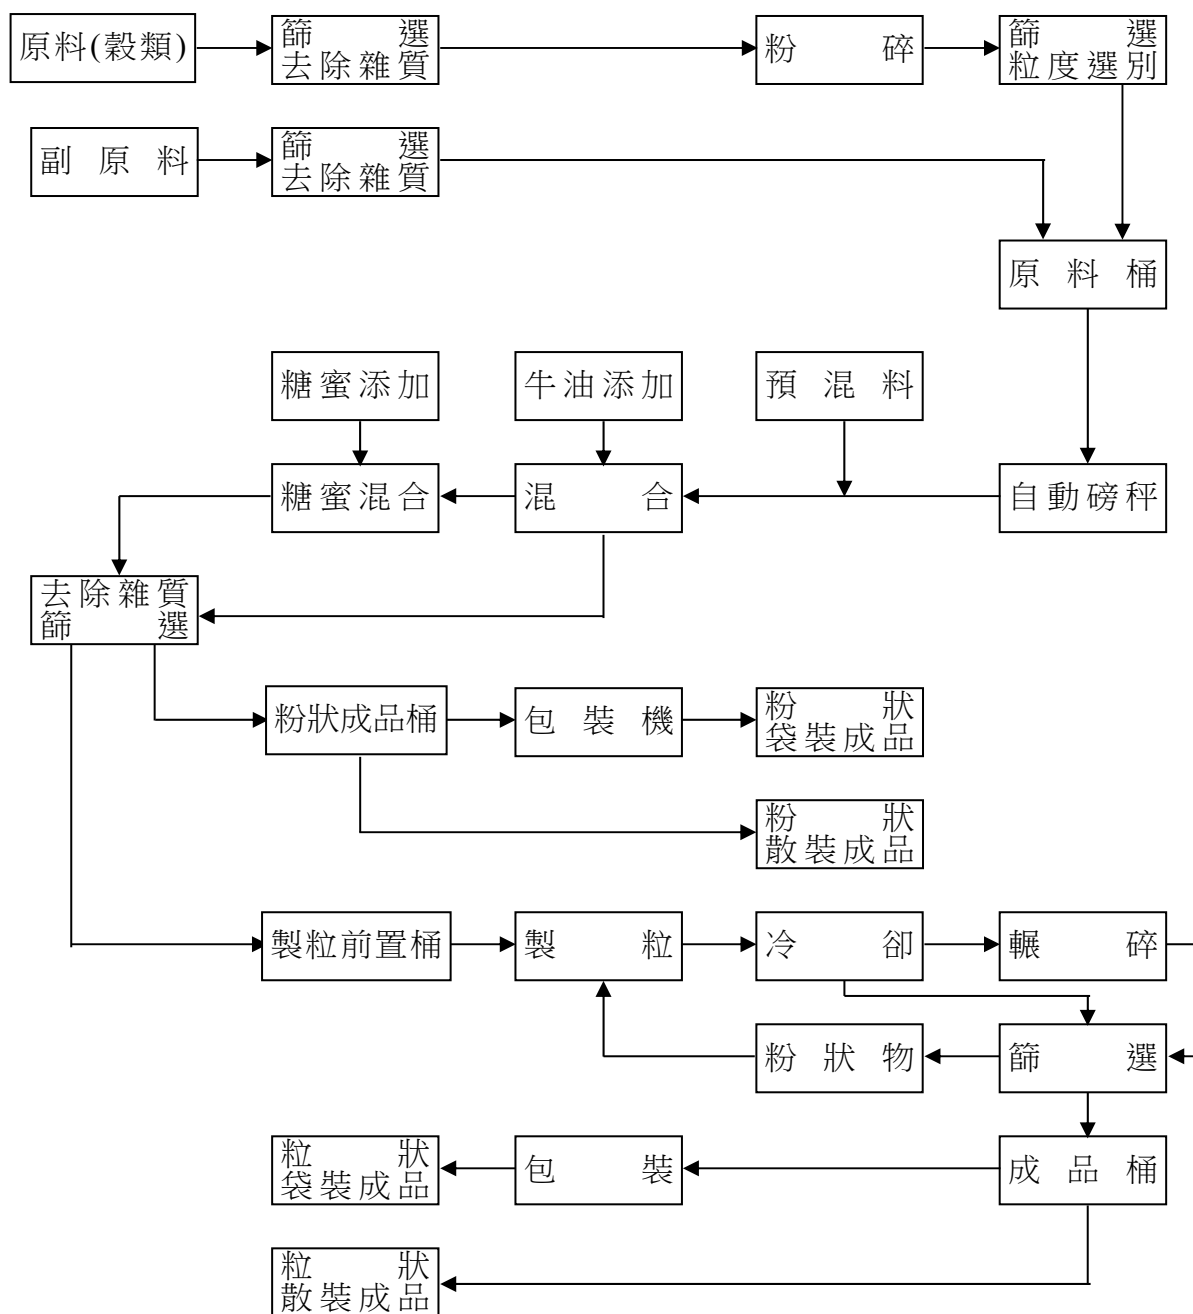 原料(穀類)
篩選
去除雜質
粉碎
篩選
粒度選別
副原料
篩選
去除雜質
原料桶
糖蜜添加
牛油添加
預混料
糖蜜混合
混合
自動磅秤
去除雜質
篩選
粉狀成品桶
包裝機
粉狀
袋裝成品
粉狀
散裝成品
製粒前置桶
製粒
冷卻
輾碎
粉狀物
篩選
粒狀
袋裝成品
包裝
成品桶
粒狀
散裝成品